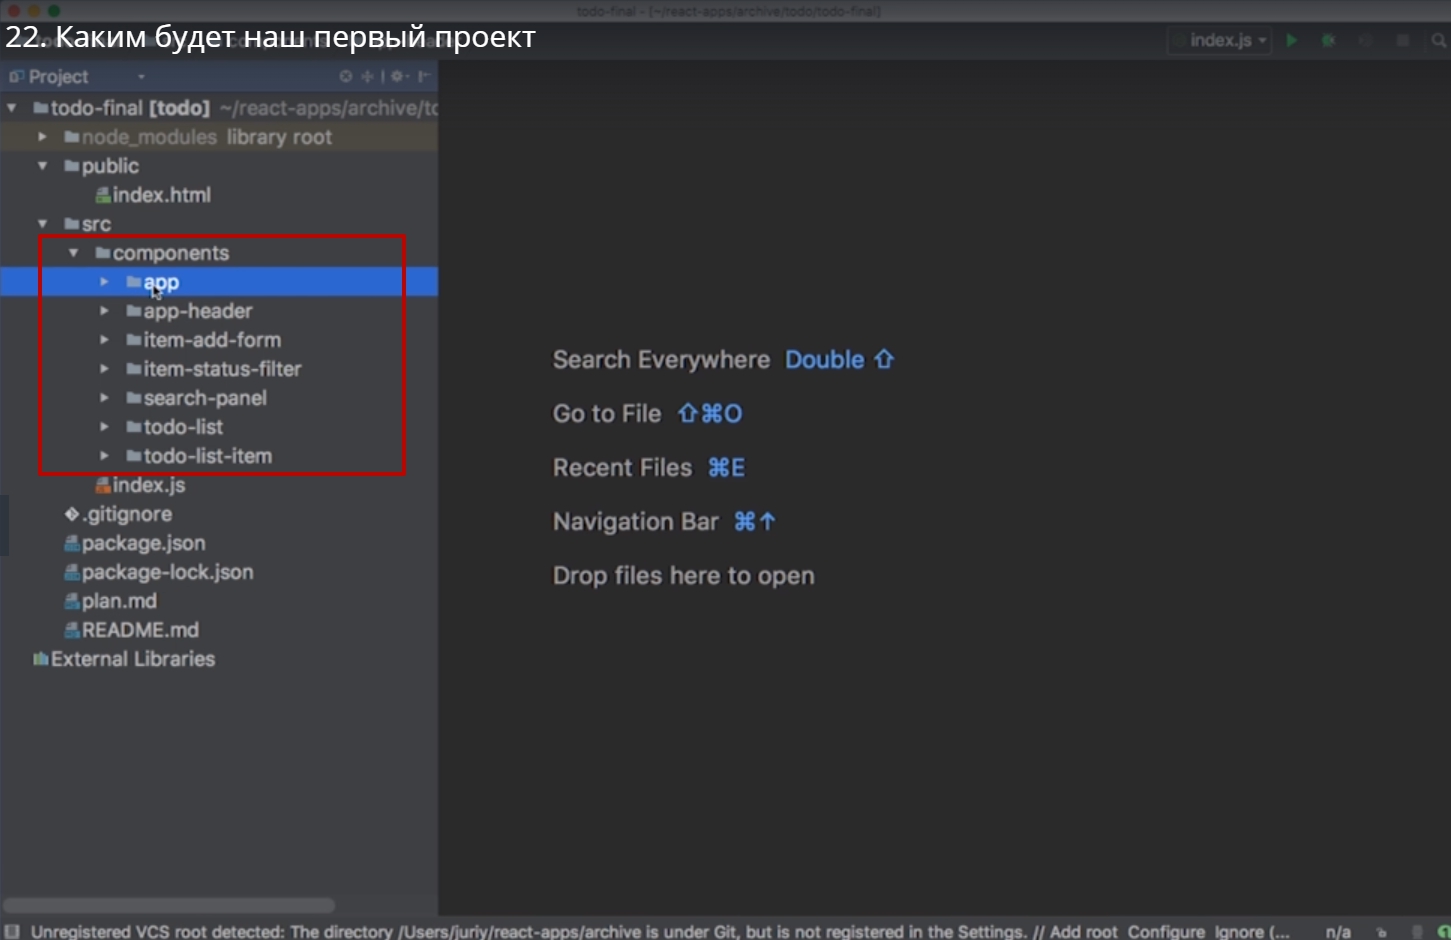 todo-final - [~/react-apps/archive/todo/todo-final]
22. Каким будет наш первый проект
index.js
Project
todo-final [todo] ~/react-apps/archive/to
node_modules library root
public
index.html
src
components
app
app-header
item-add-form
item-status-filter
search-panel
todo-list
todo-list-item
index.js
.gitignore
package.json
package-lock.json
plan.md
README.md
External Libraries
Search Everywhere Double ⇧
Go to File ⇧⌘O
Recent Files ⌘E
Navigation Bar ⌘↑
Drop files here to open
Unregistered VCS root detected: The directory /Users/juriy/react-apps/archive is under Git, but is not registered in the Settings. // Add root Configure Ignore (... n/a